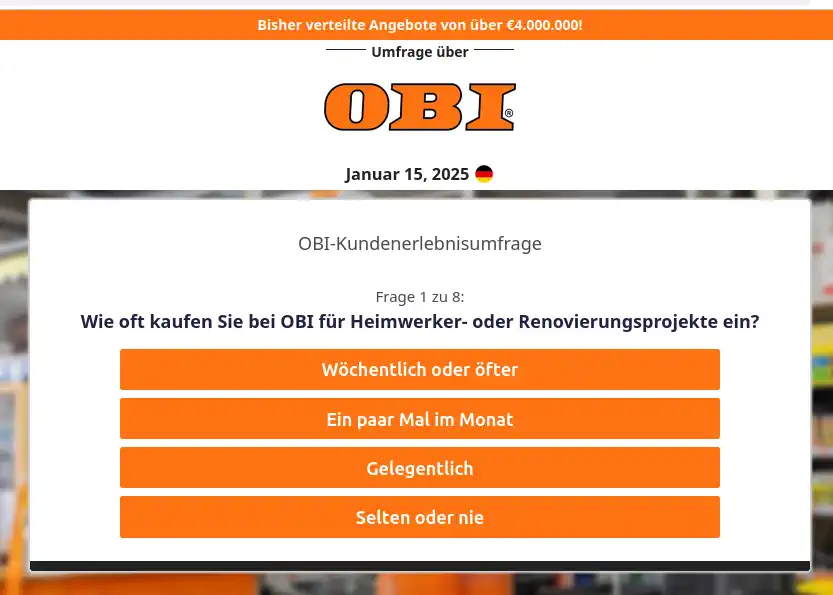 Bisher verteilte Angebote von über €4.000.000!
Umfrage über
OBI®
Januar 15, 2025
OBI-Kundenerlebnisumfrage
Frage 1 zu 8:
Wie oft kaufen Sie bei OBI für Heimwerker- oder Renovierungsprojekte ein?
Wöchentlich oder öfter
Ein paar Mal im Monat
Gelegentlich
Selten oder nie